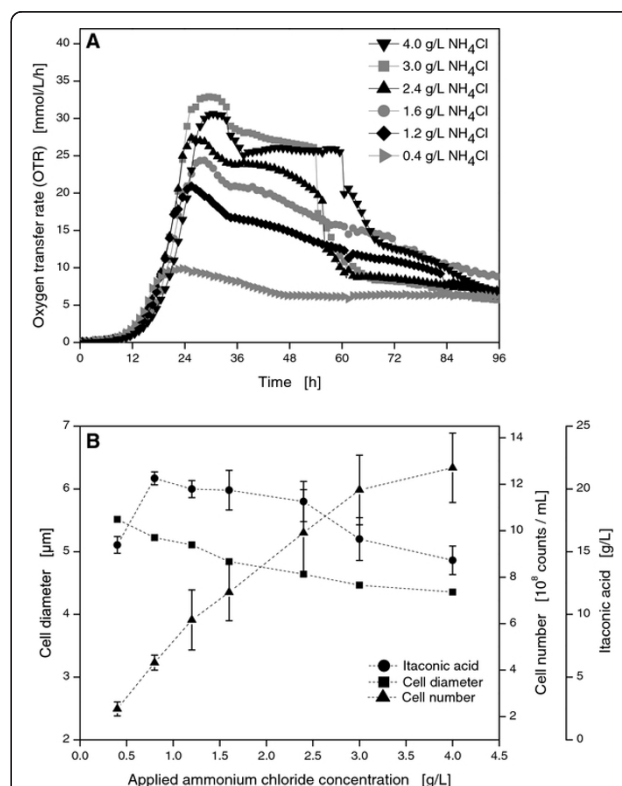 A
Oxygen transfer rate (OTR) [mmol/L/h]
40
35
30
25
20
15
10
5
0
4.0 g/L NH4Cl
3.0 g/L NH4Cl
2.4 g/L NH4Cl
1.6 g/L NH4Cl
1.2 g/L NH4Cl
0.4 g/L NH4Cl
0 12 24 36 48 60 72 84 96
Time [h]
B
Cell diameter [µm]
7
6
5
4
3
2
Cell number [10⁸ counts / mL]
14
12
10
8
6
4
2
Itaconic acid [g/L]
25
20
15
10
5
0
Itaconic acid
Cell diameter
Cell number
0.0 0.5 1.0 1.5 2.0 2.5 3.0 3.5 4.0 4.5
Applied ammonium chloride concentration [g/L]